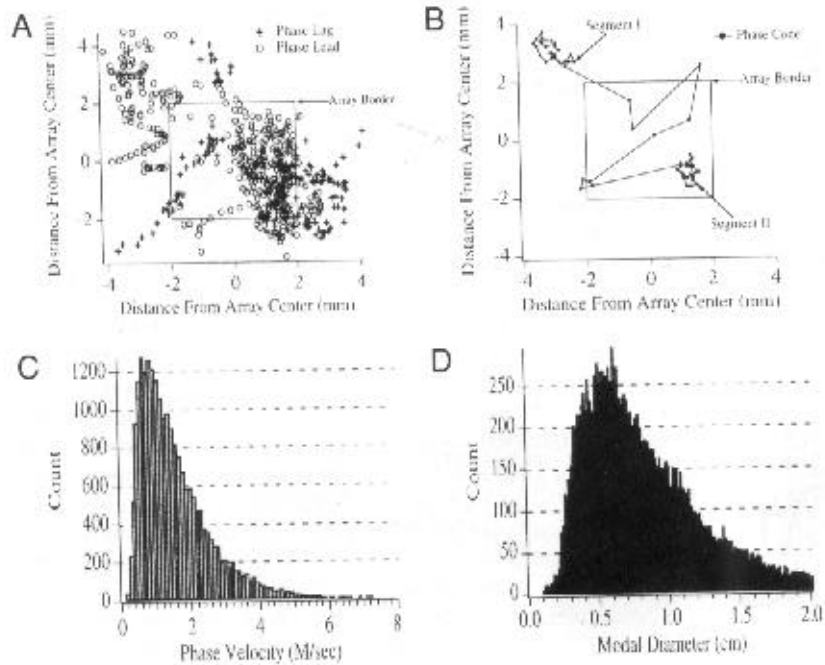 A
Distance From Array Center (mm)
4
2
0
2
-4
-2
0
2
4
Distance From Array Center (mm)
+ Phase Lag
o Phase Lead
Array Border
B
Distance From Array Center (mm)
4
2
0
-2
-4
-4
-2
0
2
4
Distance From Array Center (mm)
Segment I
Phase Cone
Array Border
Segment II
C
Count
1200
1000
800
600
400
200
0
0
2
4
6
8
Phase Velocity (M/sec)
D
Count
250
200
150
100
50
0
0.0
0.5
1.0
1.5
2.0
Modal Diameter (cm)